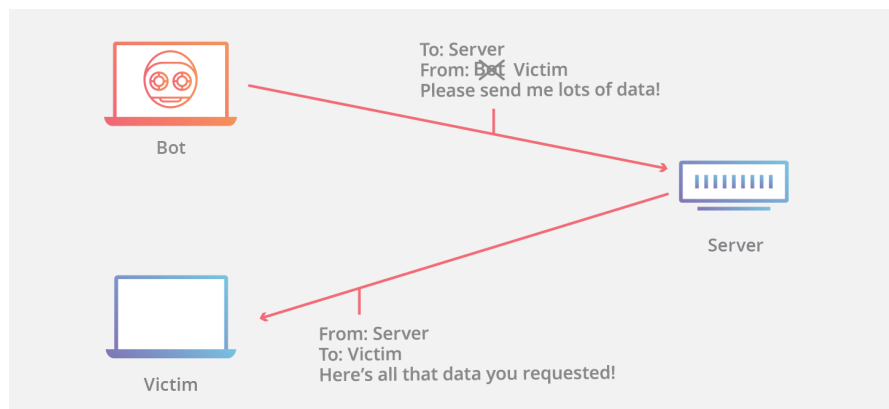 To: Server
From: Bot Victim
Please send me lots of data!
Bot
Server
From: Server
To: Victim
Here's all that data you requested!
Victim